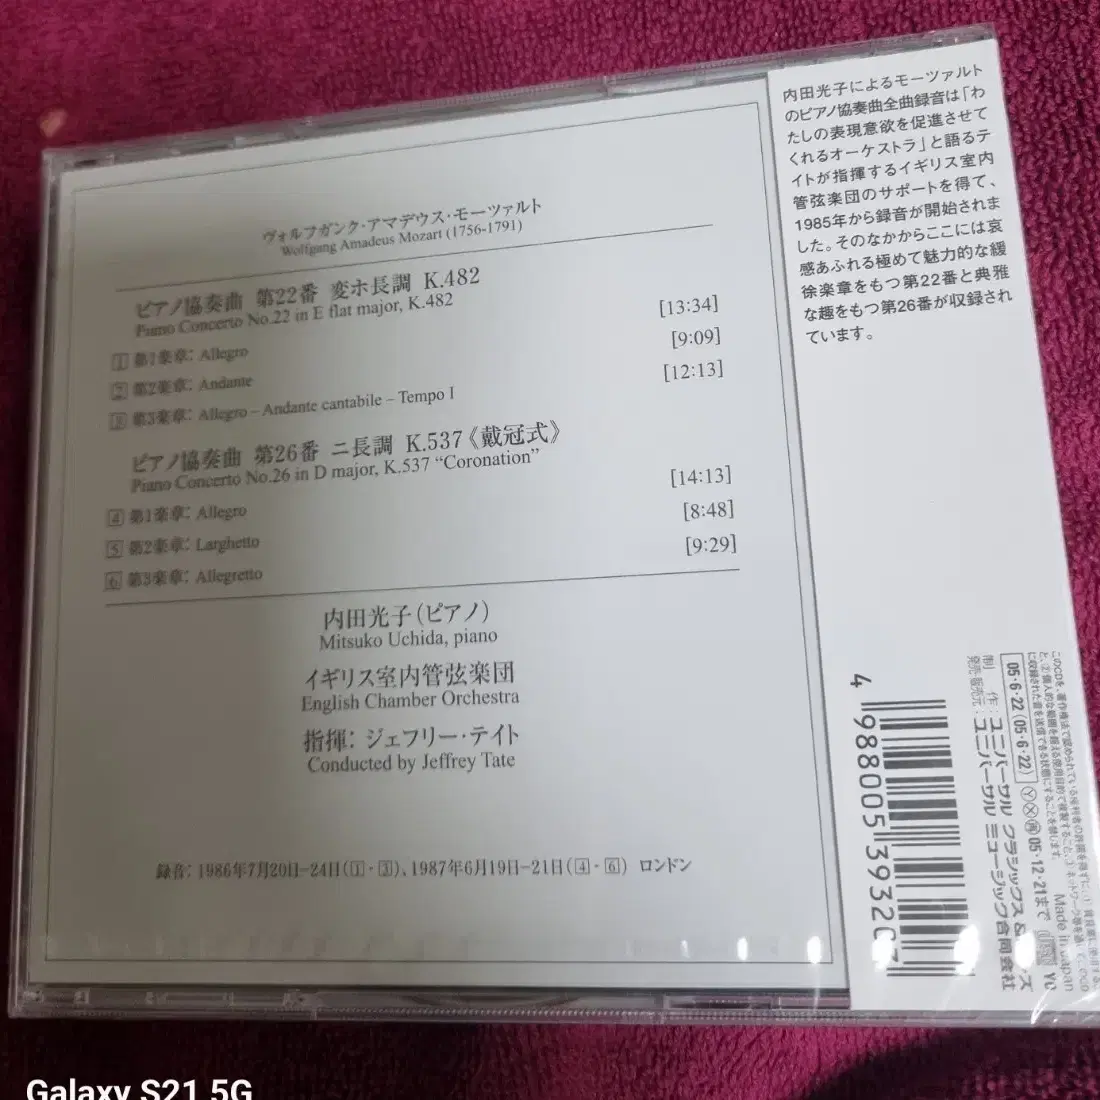 ヴォルフガンク・アマデウス・モーツァルト
Wolfgang Amadeus Mozart (1756-1791)
ピアノ協奏曲 第22番 変ホ長調 K.482
Piano Concerto No.22 in E flat major, K.482
[13:34]
1 第1楽章: Allegro
[9:09]
2 第2楽章: Andante
[12:13]
3 第3楽章: Allegro – Andante cantabile – Tempo I
ピアノ協奏曲 第26番 ニ長調 K.537《戴冠式》
Piano Concerto No.26 in D major, K.537 “Coronation”
[14:13]
4 第1楽章: Allegro
[8:48]
5 第2楽章: Larghetto
[9:29]
6 第3楽章: Allegretto
内田光子(ピアノ)
Mitsuko Uchida, piano
イギリス室内管弦楽団
English Chamber Orchestra
指揮: ジェフリー・テイト
Conducted by Jeffrey Tate
録音: 1986年7月20日-24日(1・3)、1987年6月19日-21日(4・6) ロンドン
内田光子によるモーツァルト
のピアノ協奏曲全曲録音は「わ
たしの表現意欲を促進させて
くれるオーケストラ」と語るテ
イトが指揮するイギリス室内
管弦楽団のサポートを得て、
1985年から録音が開始されま
した。そのなかからここには哀
感あふれる極めて魅力的な緩
徐楽章をもつ第22番と典雅
な趣をもつ第26番が収録され
ています。
4 988005 39320
05・6・22 (05・6・22) 05・12・21まで
制 作: ユニバーサル クラシックス &
発売・販売元: ユニバーサル ミュージック合同会社
Made in Japan
Galaxy S21 5G